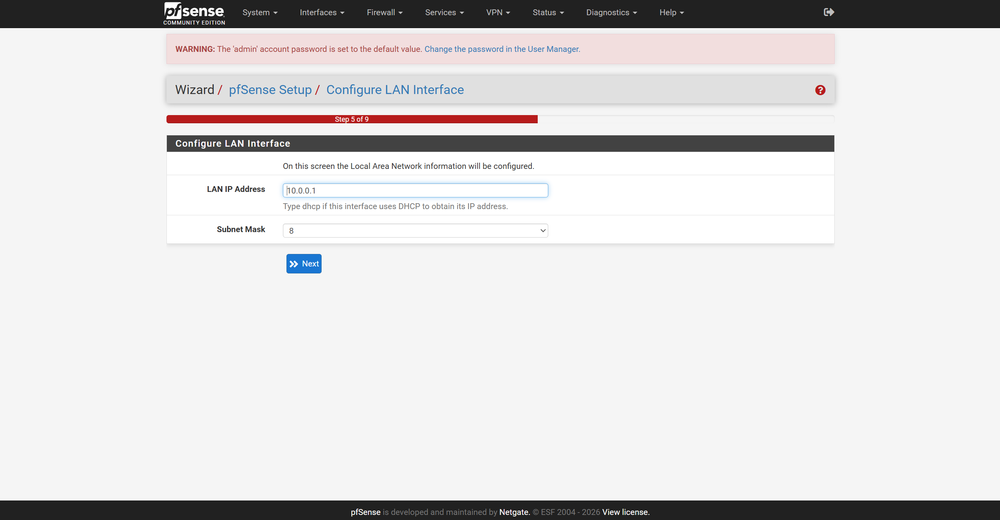 pfsense
COMMUNITY EDITION
System Interfaces Firewall Services VPN Status Diagnostics Help
WARNING: The 'admin' account password is set to the default value. Change the password in the User Manager.
Wizard / pfSense Setup / Configure LAN Interface
Step 5 of 9
Configure LAN Interface
On this screen the Local Area Network information will be configured.
LAN IP Address 10.0.0.1
Type dhcp if this interface uses DHCP to obtain its IP address.
Subnet Mask 8
Next
pfSense is developed and maintained by Netgate. © ESF 2004 - 2026 View license.